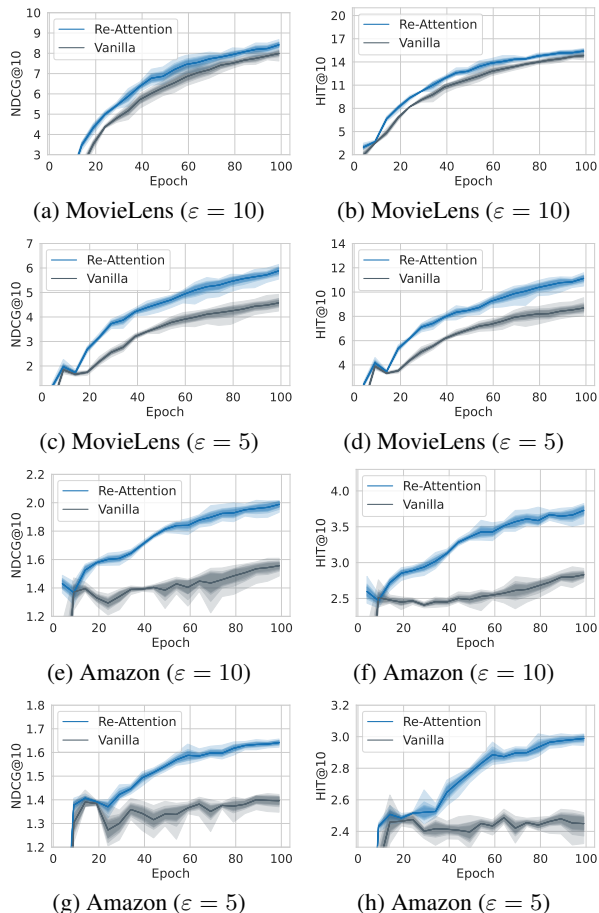 10
9
8
7
6
5
4
3
NDCG@10
Re-Attention
Vanilla
0 20 40 60 80 100
Epoch
20
17
14
11
8
5
2
HIT@10
Re-Attention
Vanilla
0 20 40 60 80 100
Epoch
(a) MovieLens (ε = 10)
(b) MovieLens (ε = 10)
7
6
5
4
3
2
NDCG@10
Re-Attention
Vanilla
0 20 40 60 80 100
Epoch
14
12
10
8
6
4
HIT@10
Re-Attention
Vanilla
0 20 40 60 80 100
Epoch
(c) MovieLens (ε = 5)
(d) MovieLens (ε = 5)
2.2
2.0
1.8
1.6
1.4
1.2
NDCG@10
Re-Attention
Vanilla
0 20 40 60 80 100
Epoch
4.0
3.5
3.0
2.5
HIT@10
Re-Attention
Vanilla
0 20 40 60 80 100
Epoch
(e) Amazon (ε = 10)
(f) Amazon (ε = 10)
1.8
1.7
1.6
1.5
1.4
1.3
1.2
NDCG@10
Re-Attention
Vanilla
0 20 40 60 80 100
Epoch
3.2
3.0
2.8
2.6
2.4
HIT@10
Re-Attention
Vanilla
0 20 40 60 80 100
Epoch
(g) Amazon (ε = 5)
(h) Amazon (ε = 5)